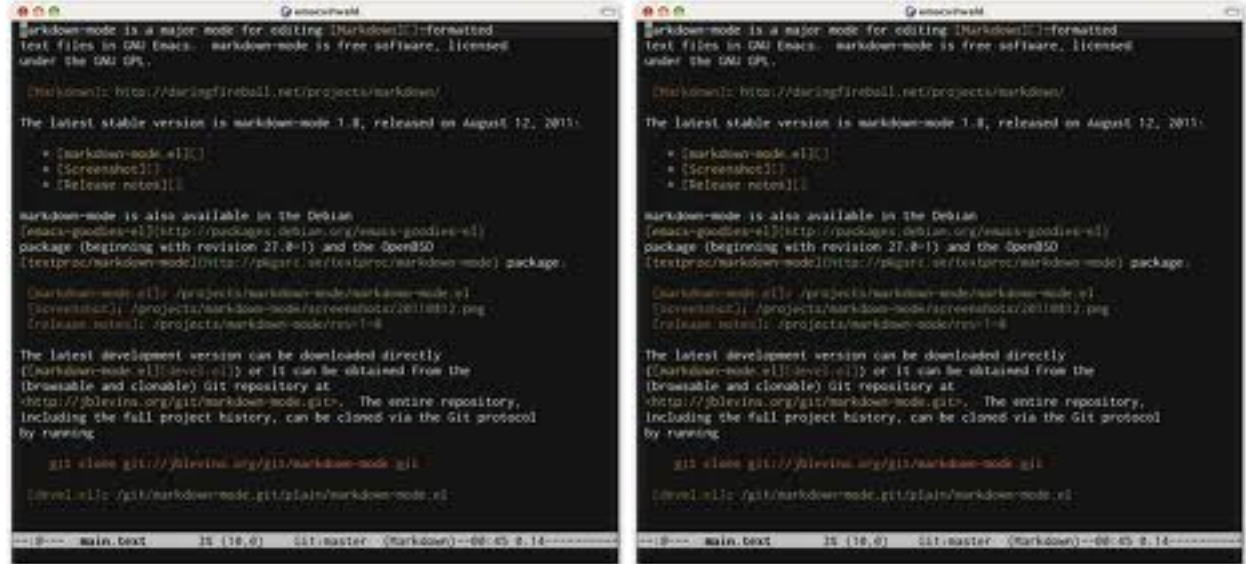 emacs@wald
markdown-mode is a major mode for editing [Markdown][]-formatted
text files in GNU Emacs.  markdown-mode is free software, licensed
under the GNU GPL.
[Markdown]: http://daringfireball.net/projects/markdown/
The latest stable version is markdown-mode 1.8, released on August 12, 2011:
* [markdown-mode.el][]
* [Screenshot][]
* [Release notes][]
markdown-mode is also available in the Debian
[emacs-goodies-el](http://packages.debian.org/emacs-goodies-el)
package (beginning with revision 27.0-1) and the OpenBSD
[textproc/markdown-mode](http://pkgsrc.se/textproc/markdown-mode) package.
[markdown-mode.el]: /projects/markdown-mode/markdown-mode.el
[screenshot]: /projects/markdown-mode/screenshots/20110812.png
[release notes]: /projects/markdown-mode/rev-1-8
The latest development version can be downloaded directly
([markdown-mode.el][devel.el]) or it can be obtained from the
(browsable and clonable) Git repository at
<http://jblevins.org/git/markdown-mode.git>.  The entire repository,
including the full project history, can be cloned via the Git protocol
by running
git clone git://jblevins.org/git/markdown-mode.git
[devel.el]: /git/markdown-mode.git/plain/markdown-mode.el
main.text 2% (10,0) Git:master (Markdown)--00:45 0.14
emacs@wald
markdown-mode is a major mode for editing [Markdown][]-formatted
text files in GNU Emacs.  markdown-mode is free software, licensed
under the GNU GPL.
[Markdown]: http://daringfireball.net/projects/markdown/
The latest stable version is markdown-mode 1.8, released on August 12, 2011:
* [markdown-mode.el][]
* [Screenshot][]
* [Release notes][]
markdown-mode is also available in the Debian
[emacs-goodies-el](http://packages.debian.org/emacs-goodies-el)
package (beginning with revision 27.0-1) and the OpenBSD
[textproc/markdown-mode](http://pkgsrc.se/textproc/markdown-mode) package.
[markdown-mode.el]: /projects/markdown-mode/markdown-mode.el
[screenshot]: /projects/markdown-mode/screenshots/20110812.png
[release notes]: /projects/markdown-mode/rev-1-8
The latest development version can be downloaded directly
([markdown-mode.el][devel.el]) or it can be obtained from the
(browsable and clonable) Git repository at
<http://jblevins.org/git/markdown-mode.git>.  The entire repository,
including the full project history, can be cloned via the Git protocol
by running
git clone git://jblevins.org/git/markdown-mode.git
[devel.el]: /git/markdown-mode.git/plain/markdown-mode.el
main.text 2% (10,0) Git:master (Markdown)--00:45 0.14